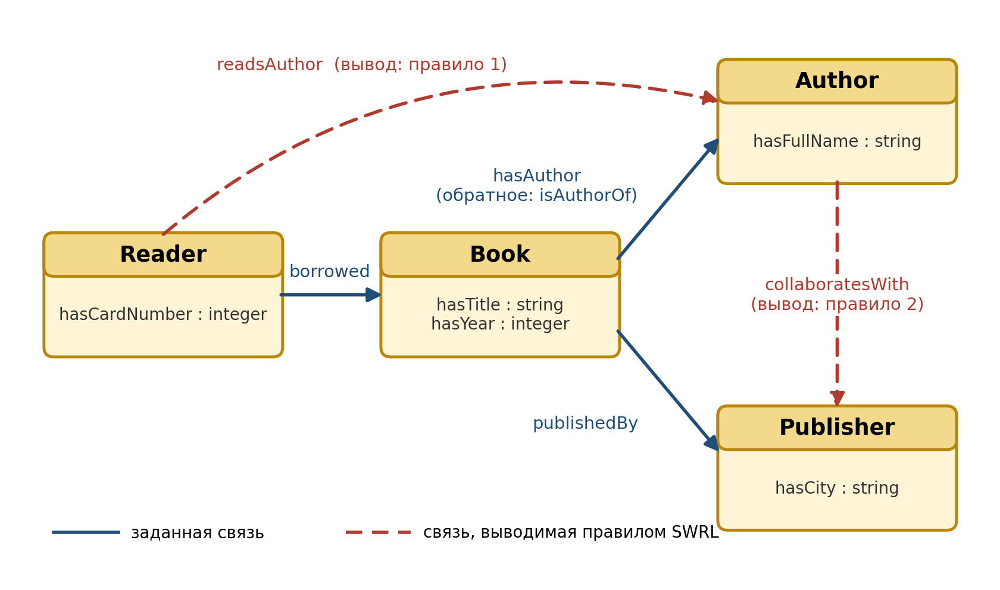 readsAuthor (вывод: правило 1)
Author
hasFullName : string
hasAuthor
(обратное: isAuthorOf)
Reader
hasCardNumber : integer
borrowed
Book
hasTitle : string
hasYear : integer
collaboratesWith
(вывод: правило 2)
publishedBy
Publisher
hasCity : string
заданная связь
связь, выводимая правилом SWRL